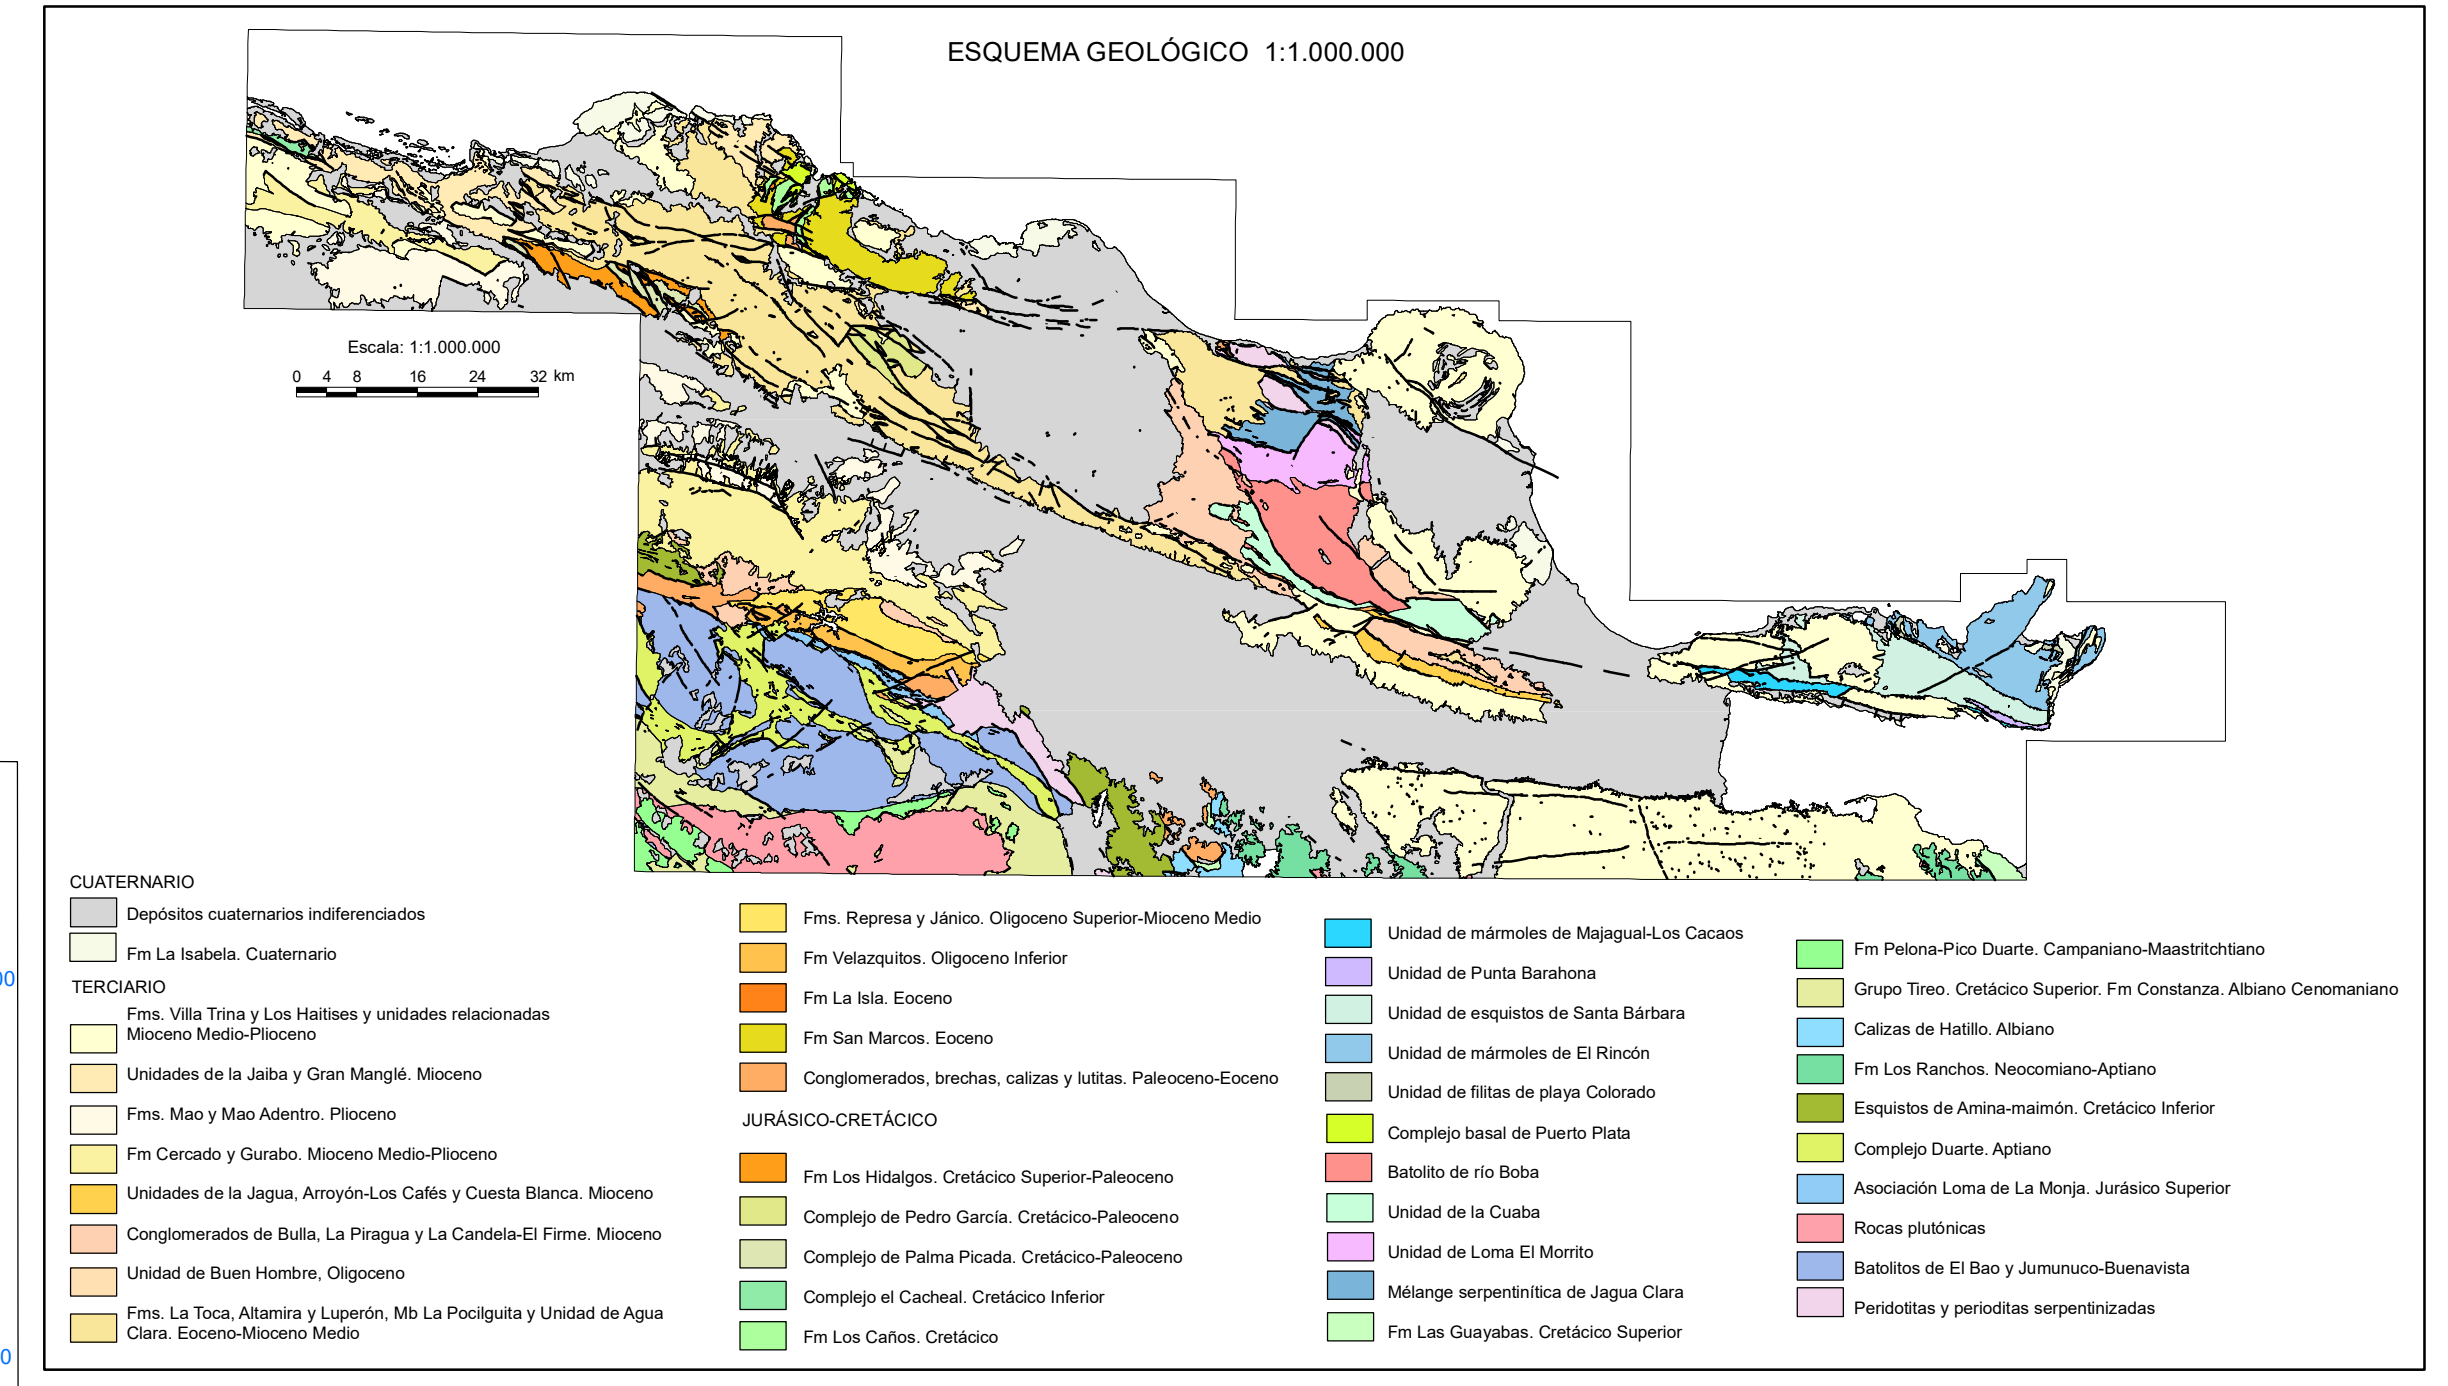 ESQUEMA GEOLÓGICO 1:1.000.000
Escala: 1:1.000.000
0 4 8 16 24 32 km
CUATERNARIO
Depósitos cuaternarios indiferenciados
Fm La Isabela. Cuaternario
TERCIARIO
Fms. Villa Trina y Los Haitises y unidades relacionadas
Mioceno Medio-Plioceno
Unidades de la Jaiba y Gran Manglé. Mioceno
Fms. Mao y Mao Adentro. Plioceno
Fm Cercado y Gurabo. Mioceno Medio-Plioceno
Unidades de la Jagua, Arroyón-Los Cafés y Cuesta Blanca. Mioceno
Conglomerados de Bulla, La Piragua y La Candela-El Firme. Mioceno
Unidad de Buen Hombre, Oligoceno
Fms. La Toca, Altamira y Luperón, Mb La Pocilguita y Unidad de Agua
Clara. Eoceno-Mioceno Medio
Fms. Represa y Jánico. Oligoceno Superior-Mioceno Medio
Fm Velazquitos. Oligoceno Inferior
Fm La Isla. Eoceno
Fm San Marcos. Eoceno
Conglomerados, brechas, calizas y lutitas. Paleoceno-Eoceno
JURÁSICO-CRETÁCICO
Fm Los Hidalgos. Cretácico Superior-Paleoceno
Complejo de Pedro García. Cretácico-Paleoceno
Complejo de Palma Picada. Cretácico-Paleoceno
Complejo el Cacheal. Cretácico Inferior
Fm Los Caños. Cretácico
Unidad de mármoles de Majagual-Los Cacaos
Unidad de Punta Barahona
Unidad de esquistos de Santa Bárbara
Unidad de mármoles de El Rincón
Unidad de filitas de playa Colorado
Complejo basal de Puerto Plata
Batolito de río Boba
Unidad de la Cuaba
Unidad de Loma El Morrito
Mélange serpentinítica de Jagua Clara
Fm Las Guayabas. Cretácico Superior
Fm Pelona-Pico Duarte. Campaniano-Maastritchtiano
Grupo Tireo. Cretácico Superior. Fm Constanza. Albiano Cenomaniano
Calizas de Hatillo. Albiano
Fm Los Ranchos. Neocomiano-Aptiano
Esquistos de Amina-maimón. Cretácico Inferior
Complejo Duarte. Aptiano
Asociación Loma de La Monja. Jurásico Superior
Rocas plutónicas
Batolitos de El Bao y Jumunuco-Buenavista
Peridotitas y perioditas serpentinizadas
00
0